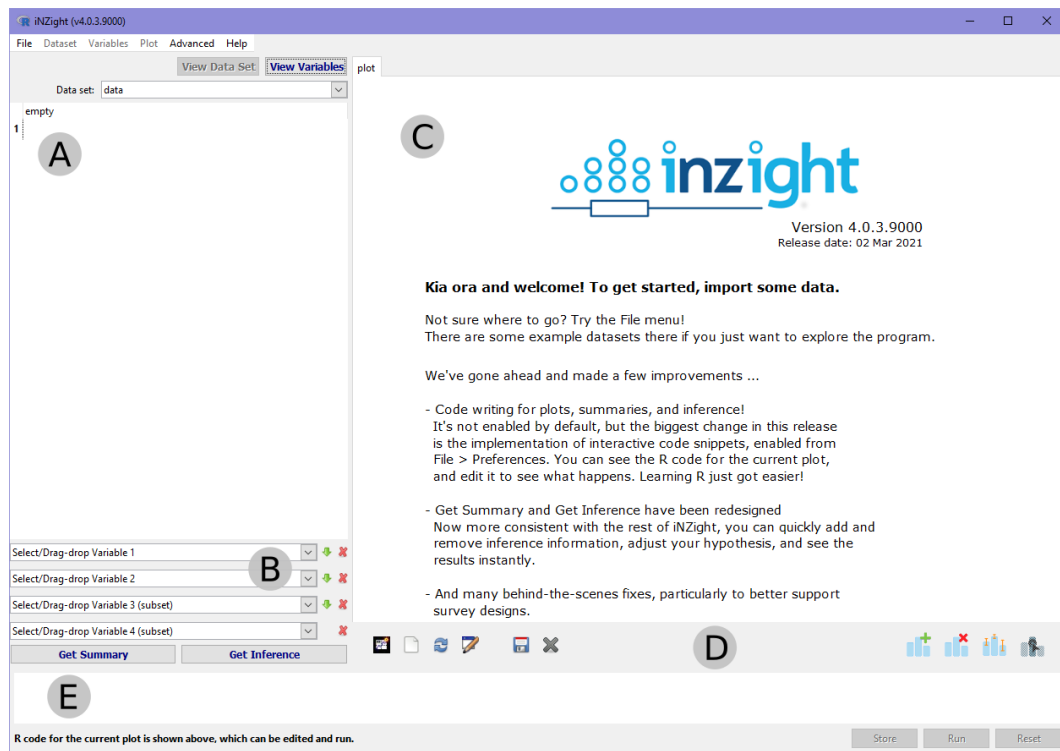 iNZight (v4.0.3.9000)
File Dataset Variables Plot Advanced Help
View Data Set View Variables
plot
Data set: data
empty
1
A
C
inzight
Version 4.0.3.9000
Release date: 02 Mar 2021
Kia ora and welcome! To get started, import some data.
Not sure where to go? Try the File menu!
There are some example datasets there if you just want to explore the program.
We've gone ahead and made a few improvements ...
- Code writing for plots, summaries, and inference!
It's not enabled by default, but the biggest change in this release
is the implementation of interactive code snippets, enabled from
File > Preferences. You can see the R code for the current plot,
and edit it to see what happens. Learning R just got easier!
- Get Summary and Get Inference have been redesigned
Now more consistent with the rest of iNZight, you can quickly add and
remove inference information, adjust your hypothesis, and see the
results instantly.
- And many behind-the-scenes fixes, particularly to better support
survey designs.
Select/Drag-drop Variable 1
B
Select/Drag-drop Variable 2
Select/Drag-drop Variable 3 (subset)
Select/Drag-drop Variable 4 (subset)
Get Summary Get Inference
D
E
R code for the current plot is shown above, which can be edited and run.
Store Run Reset